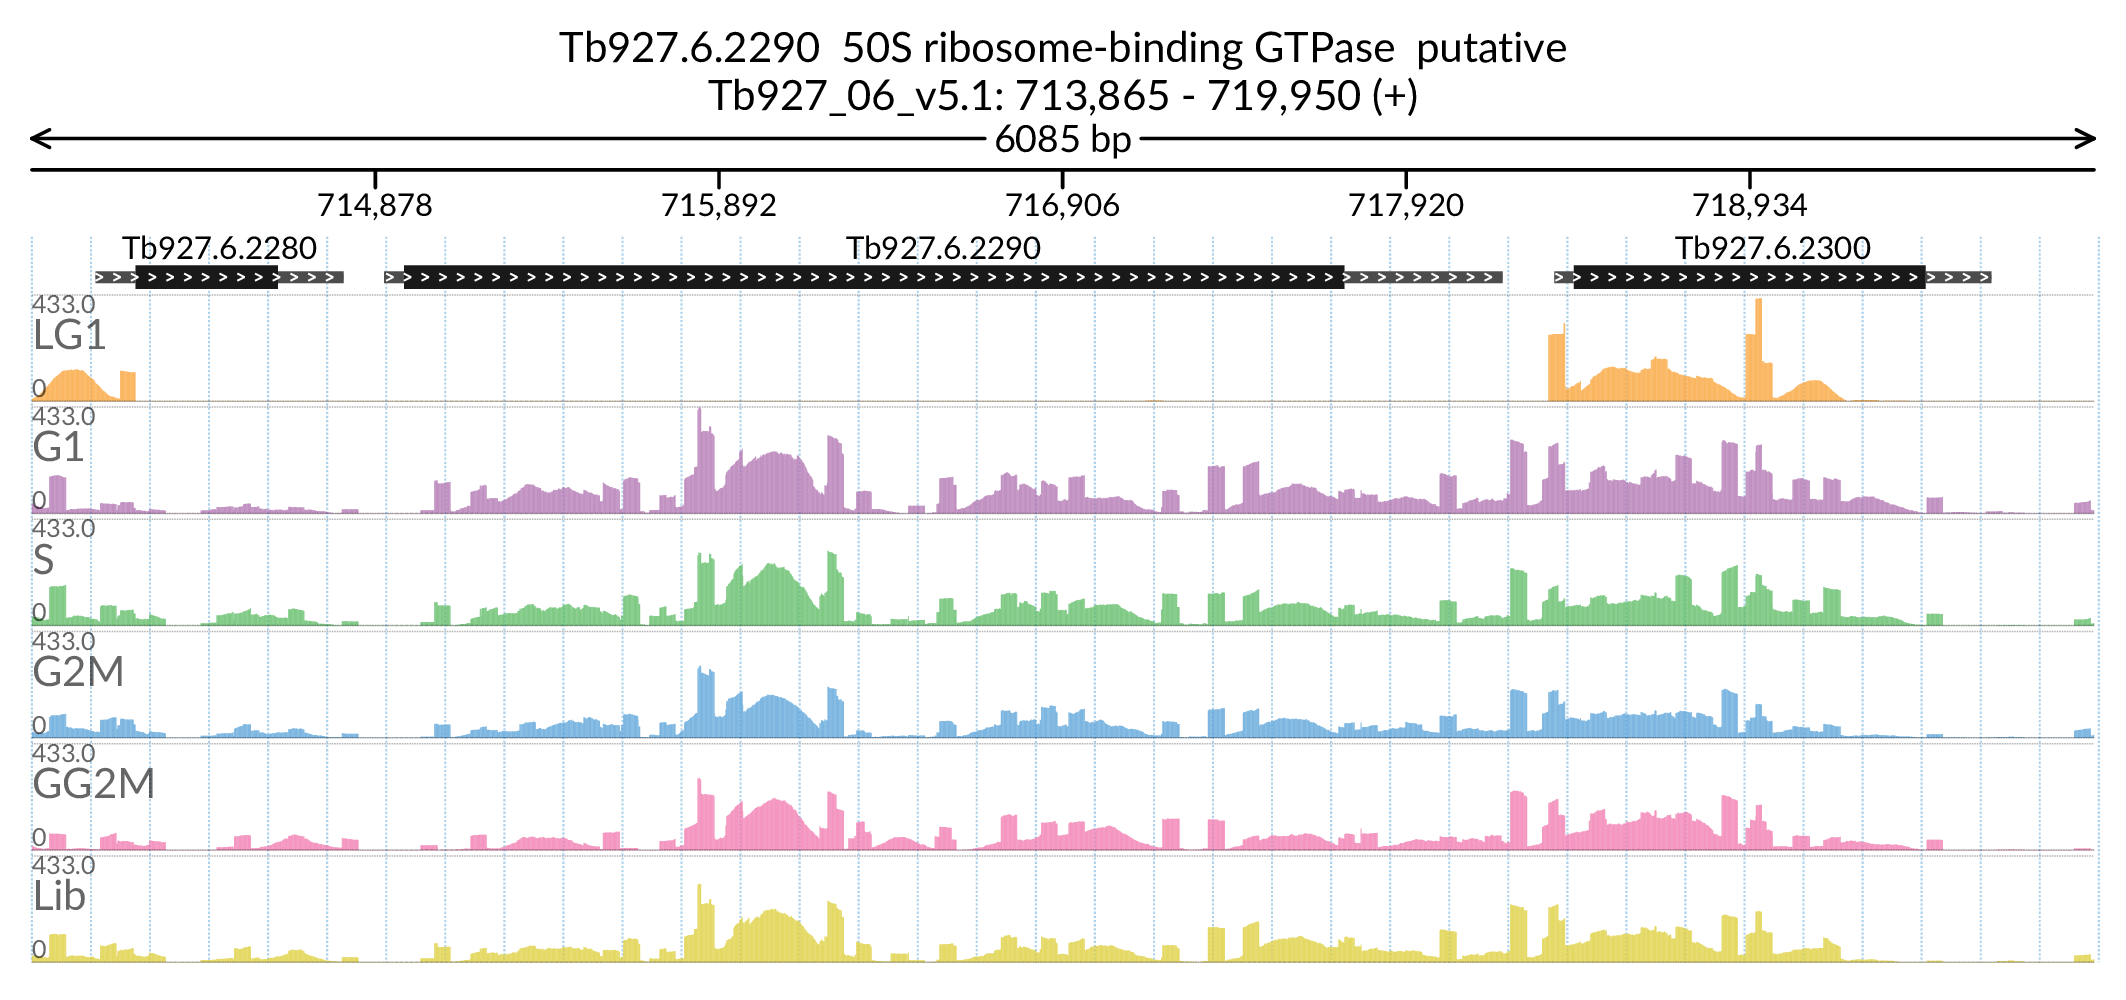 Tb927.6.2290 50S ribosome-binding GTPase putative
Tb927_06_v5.1: 713,865 - 719,950 (+)
6085 bp
714,878 715,892 716,906 717,920 718,934
Tb927.6.2280 Tb927.6.2290 Tb927.6.2300
433.0
LG1
0
433.0
G1
0
433.0
S
0
433.0
G2M
0
433.0
GG2M
0
433.0
Lib
0